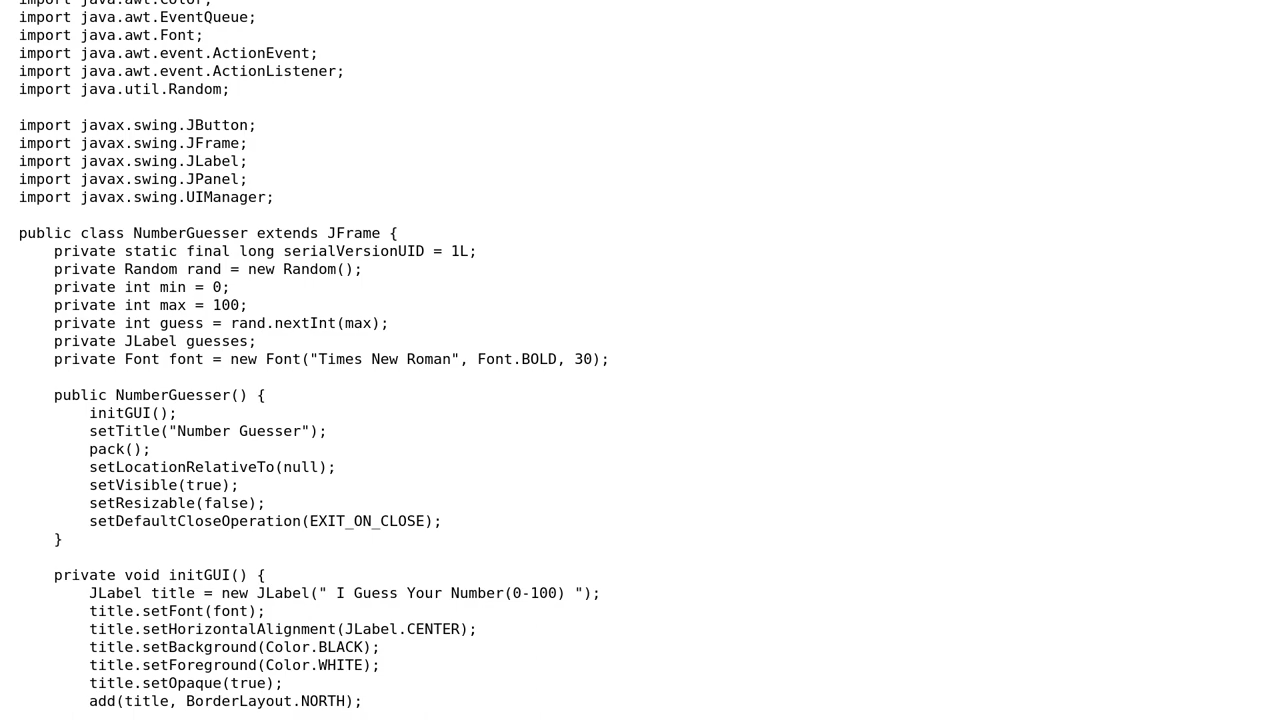 import java.awt.Color;
import java.awt.EventQueue;
import java.awt.Font;
import java.awt.event.ActionEvent;
import java.awt.event.ActionListener;
import java.util.Random;

import javax.swing.JButton;
import javax.swing.JFrame;
import javax.swing.JLabel;
import javax.swing.JPanel;
import javax.swing.UIManager;

public class NumberGuesser extends JFrame {
    private static final long serialVersionUID = 1L;
    private Random rand = new Random();
    private int min = 0;
    private int max = 100;
    private int guess = rand.nextInt(max);
    private JLabel guesses;
    private Font font = new Font("Times New Roman", Font.BOLD, 30);

    public NumberGuesser() {
        initGUI();
        setTitle("Number Guesser");
        pack();
        setLocationRelativeTo(null);
        setVisible(true);
        setResizable(false);
        setDefaultCloseOperation(EXIT_ON_CLOSE);
    }

    private void initGUI() {
        JLabel title = new JLabel(" I Guess Your Number(0-100) ");
        title.setFont(font);
        title.setHorizontalAlignment(JLabel.CENTER);
        title.setBackground(Color.BLACK);
        title.setForeground(Color.WHITE);
        title.setOpaque(true);
        add(title, BorderLayout.NORTH);